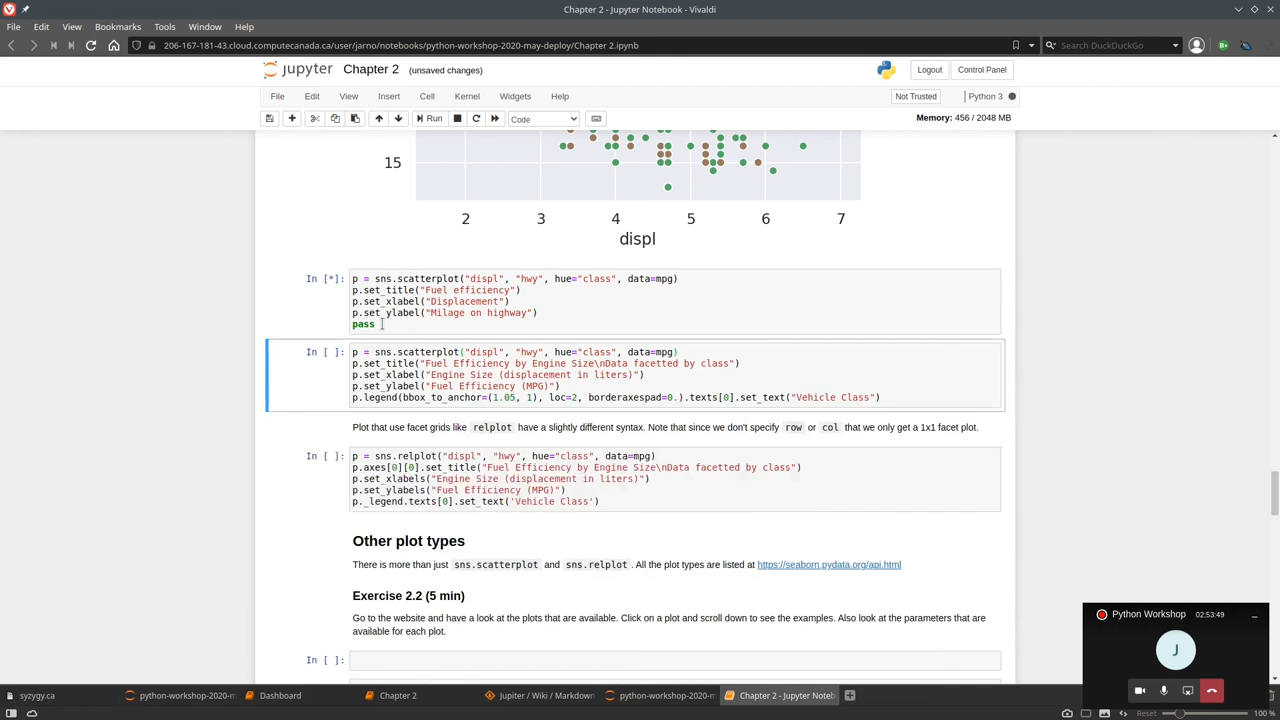 Chapter 2 - Jupyter Notebook - Vivaldi
File Edit View Bookmarks Tools Window Help
206-167-181-43.cloud.computecanada.ca/user/jarno/notebooks/python-workshop-2020-may-deploy/Chapter 2.ipynb
Search DuckDuckGo
jupyter Chapter 2 (unsaved changes)
Logout Control Panel
File Edit View Insert Cell Kernel Widgets Help
Not Trusted Python 3
Run Code Memory: 456 / 2048 MB
15
2 3 4 5 6 7
displ
In [*]: p = sns.scatterplot("displ", "hwy", hue="class", data=mpg)
p.set_title("Fuel efficiency")
p.set_xlabel("Displacement")
p.set_ylabel("Milage on highway")
pass
In [ ]: p = sns.scatterplot("displ", "hwy", hue="class", data=mpg)
p.set_title("Fuel Efficiency by Engine Size\nData facetted by class")
p.set_xlabel("Engine Size (displacement in liters)")
p.set_ylabel("Fuel Efficiency (MPG)")
p.legend(bbox_to_anchor=(1.05, 1), loc=2, borderaxespad=0.).texts[0].set_text("Vehicle Class")
Plot that use facet grids like relplot have a slightly different syntax. Note that since we don't specify row or col that we only get a 1x1 facet plot.
In [ ]: p = sns.relplot("displ", "hwy", hue="class", data=mpg)
p.axes[0][0].set_title("Fuel Efficiency by Engine Size\nData facetted by class")
p.set_xlabels("Engine Size (displacement in liters)")
p.set_ylabels("Fuel Efficiency (MPG)")
p._legend.texts[0].set_text('Vehicle Class')
Other plot types
There is more than just sns.scatterplot and sns.relplot . All the plot types are listed at https://seaborn.pydata.org/api.html
Exercise 2.2 (5 min)
Go to the website and have a look at the plots that are available. Click on a plot and scroll down to see the examples. Also look at the parameters that are
available for each plot.
In [ ]:
Python Workshop 02:53:49
J
syzygy.ca python-workshop-2020-m Dashboard Chapter 2 Jupiter / Wiki / Markdown python-workshop-2020-m Chapter 2 - Jupyter Noteb
Reset 100 %